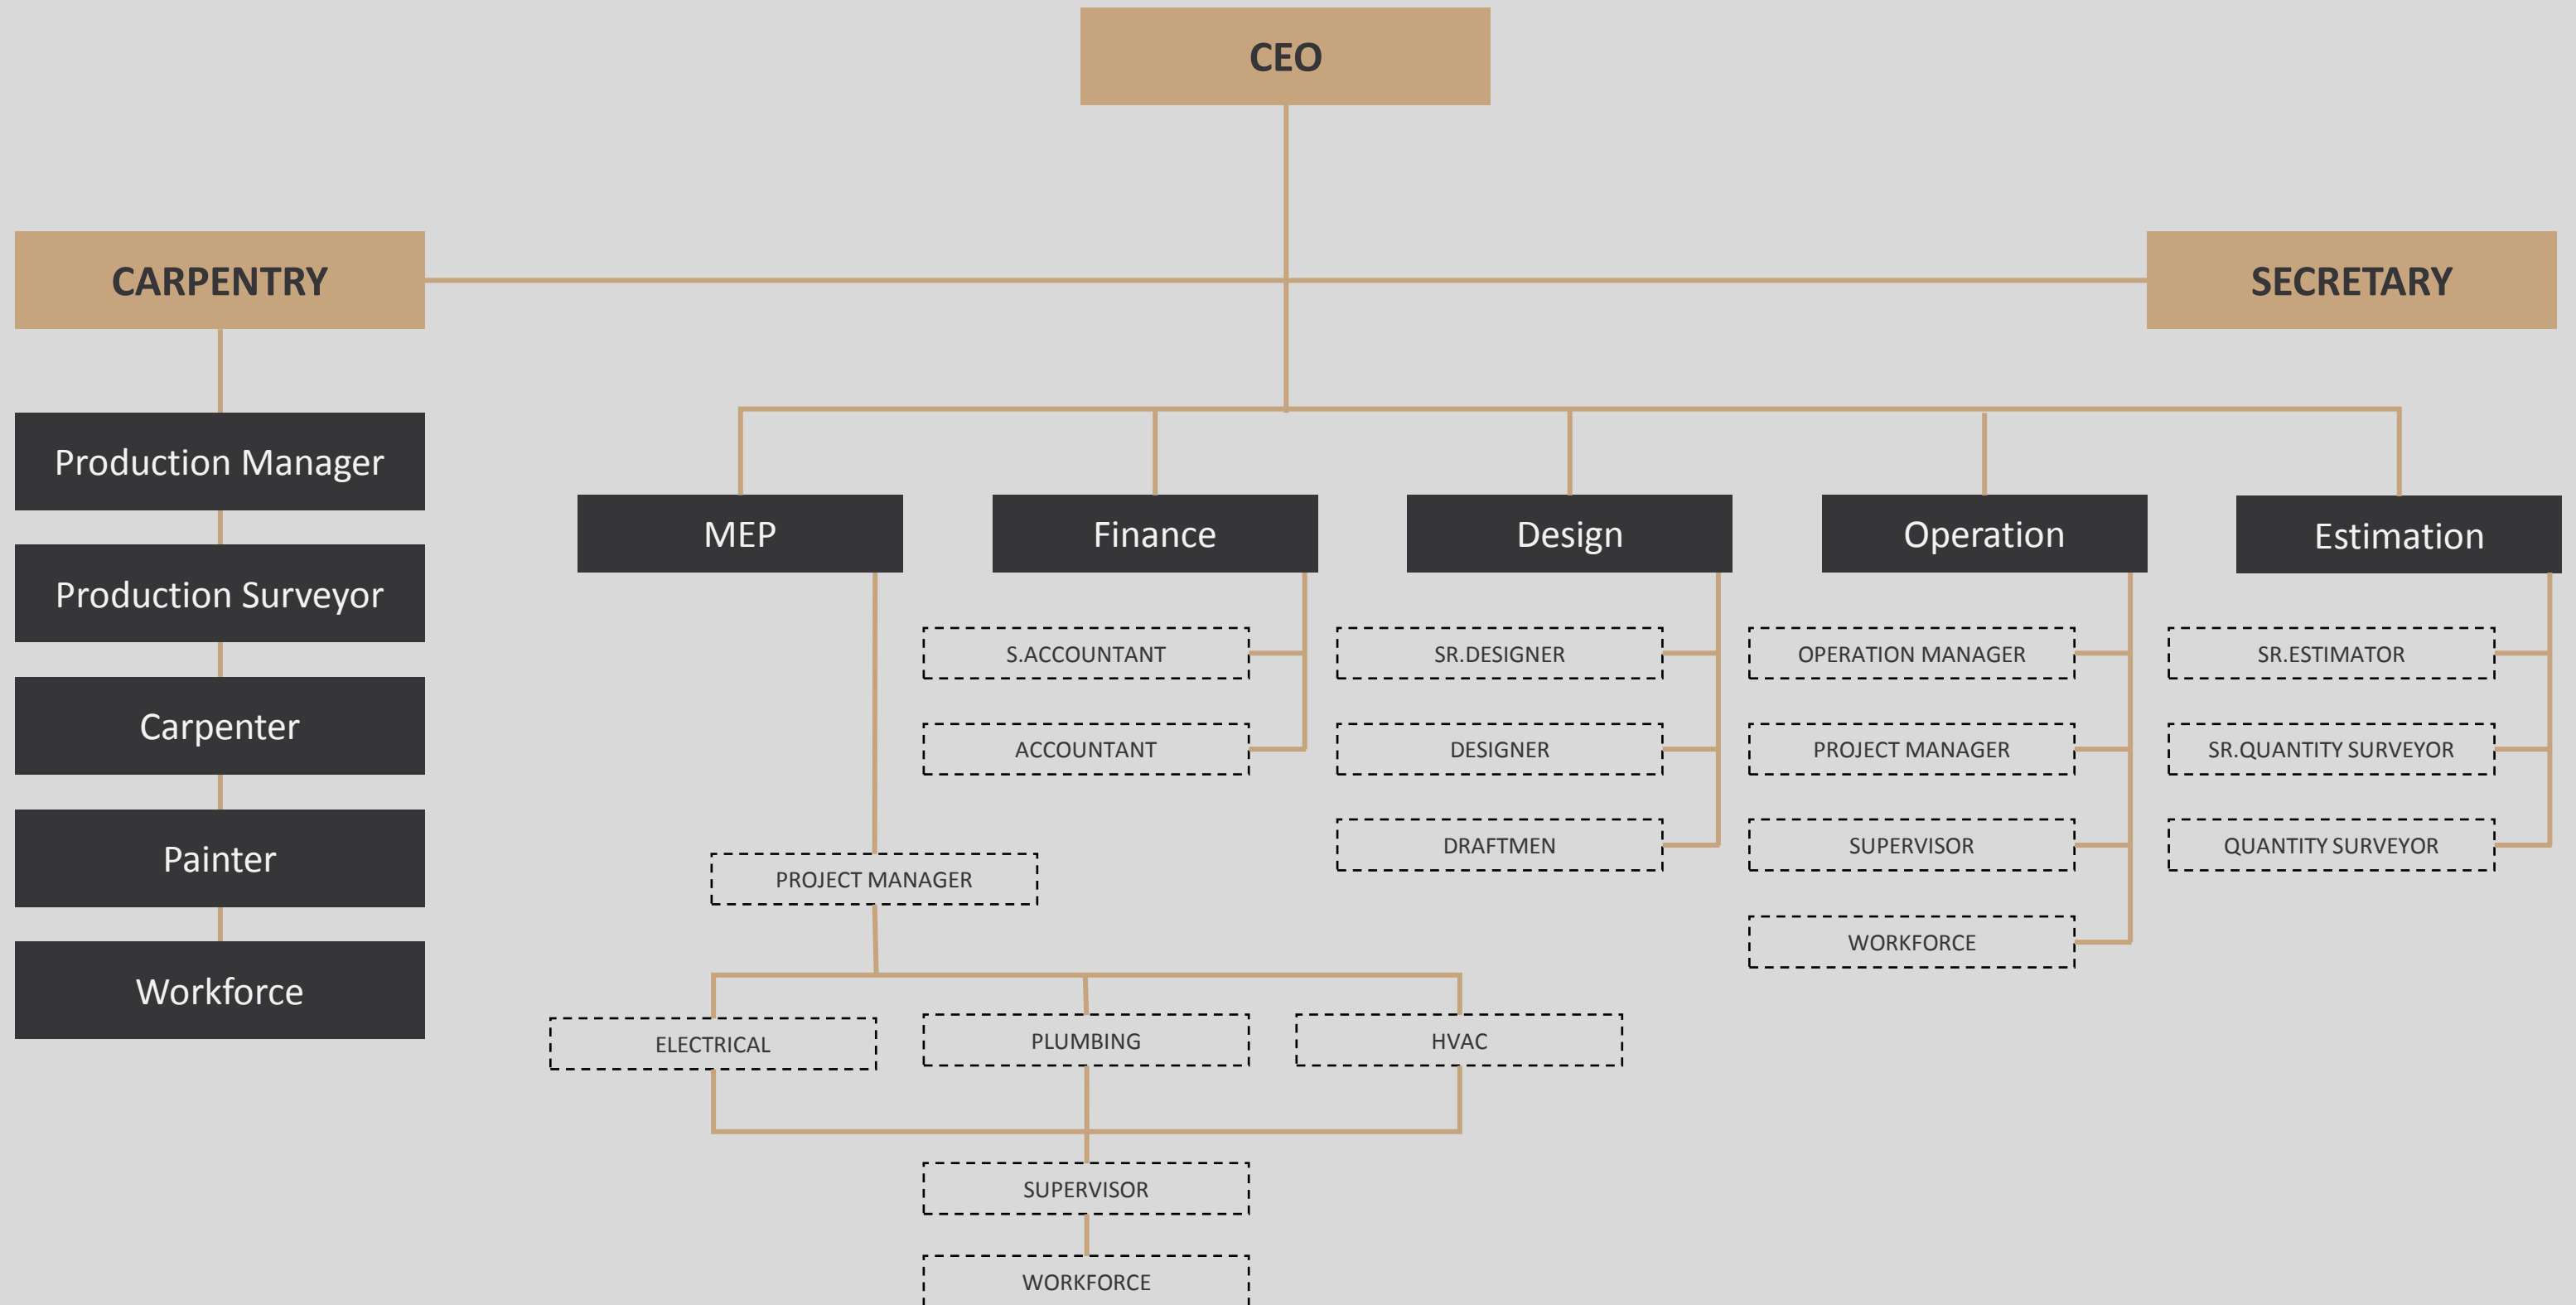 CEO
CARPENTRY
SECRETARY
Production Manager
Production Surveyor
Carpenter
Painter
Workforce
MEP
Finance
Design
Operation
Estimation
S.ACCOUNTANT
SR.DESIGNER
OPERATION MANAGER
SR.ESTIMATOR
ACCOUNTANT
DESIGNER
PROJECT MANAGER
SR.QUANTITY SURVEYOR
DRAFTMEN
SUPERVISOR
QUANTITY SURVEYOR
PROJECT MANAGER
WORKFORCE
ELECTRICAL
PLUMBING
HVAC
SUPERVISOR
WORKFORCE